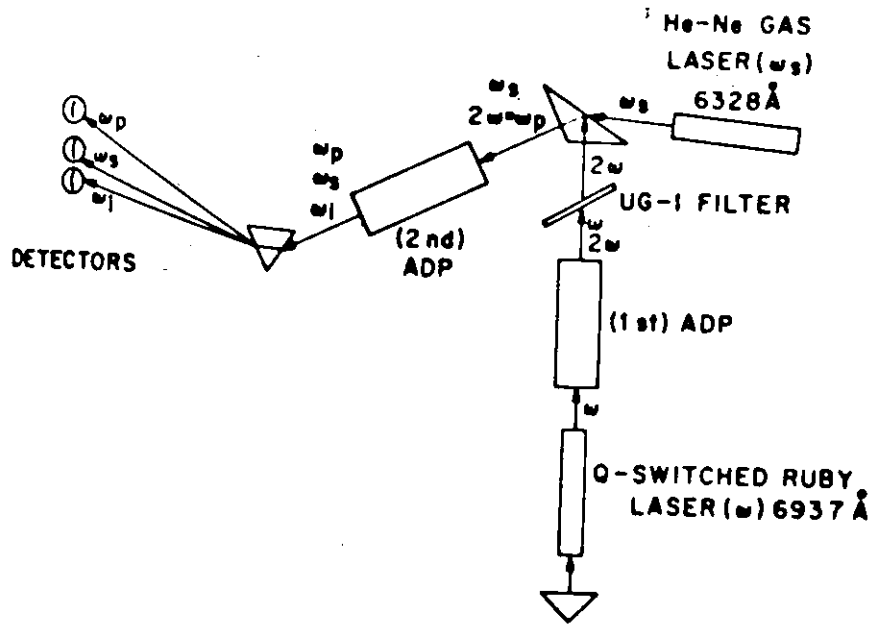 He-Ne GAS
LASER(ωs)
6328Å
ωs
ωs
2ω=ωp
2ω
UG-1 FILTER
ω
2ω
ωp
ωs
ωi
ωp
ωs
ωi
(2nd)
ADP
DETECTORS
(1st) ADP
ω
Q-SWITCHED RUBY
LASER(ω) 6937Å